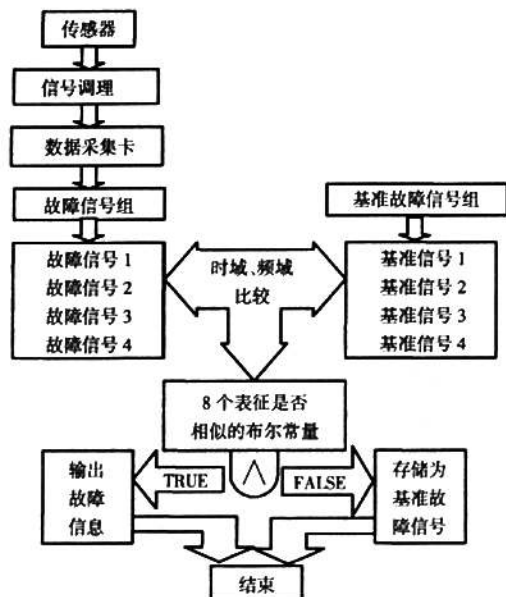 传感器
信号调理
数据采集卡
故障信号组
故障信号1
故障信号2
故障信号3
故障信号4
时域、频域
比较
基准故障信号组
基准信号1
基准信号2
基准信号3
基准信号4
8个表征是否
相似的布尔常量
∧
TRUE
FALSE
输出
故障
信息
存储为
基准故
障信号
结束